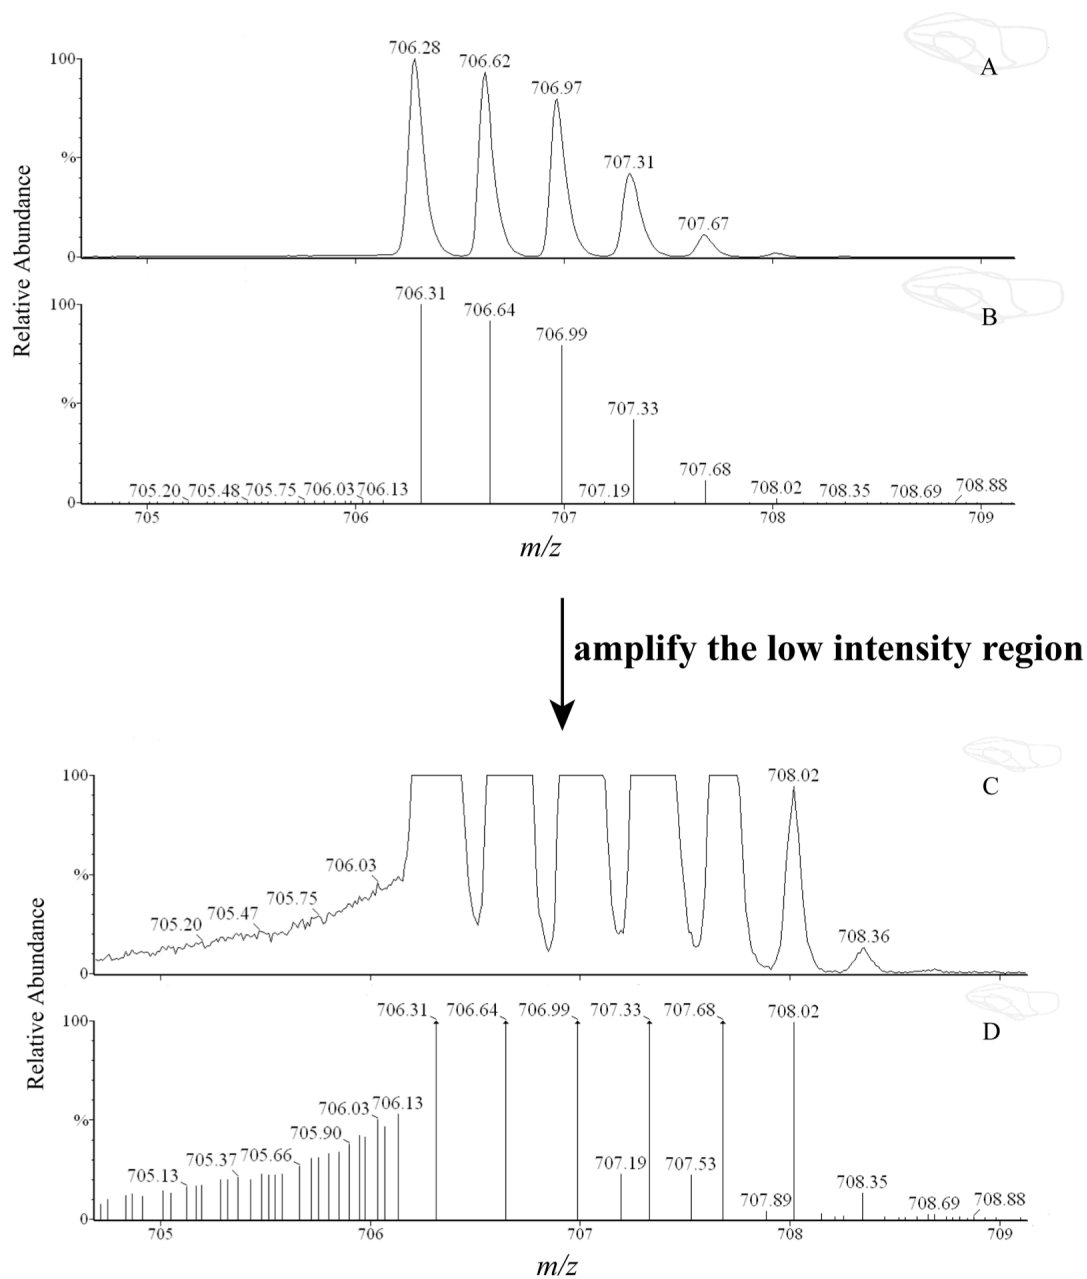 706.28
706.62
706.97
707.31
707.67
A
100
%
0
Relative Abundance
706.31
706.64
706.99
707.33
707.68
B
100
%
0
705.20 705.48 705.75 706.03 706.13
707.19
708.02 708.35 708.69 708.88
705 706 707 708 709
m/z
amplify the low intensity region
100
%
0
705.20 705.47 705.75 706.03
708.02
708.36
C
Relative Abundance
706.31 706.64 706.99 707.33 707.68 708.02
D
100
%
0
705.13 705.37 705.66 705.90 706.03 706.13
707.19 707.53
707.89
708.35
708.69 708.88
705 706 707 708 709
m/z